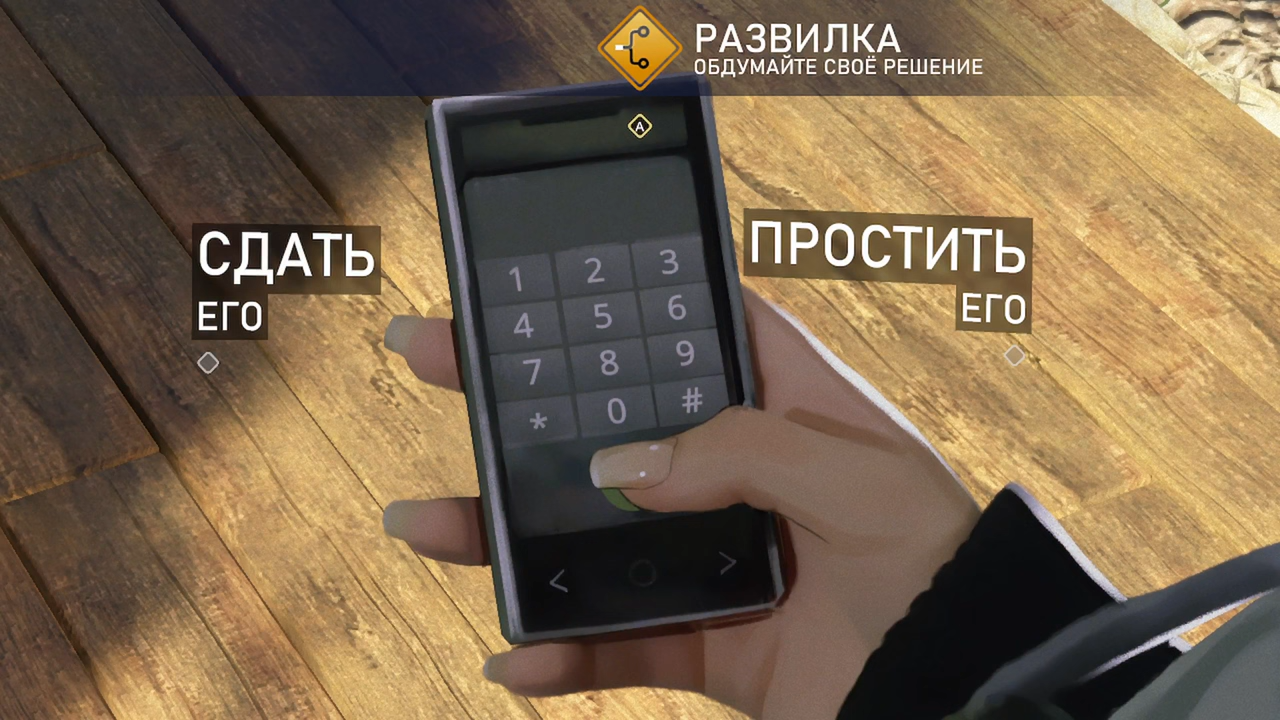 РАЗВИЛКА
ОБДУМАЙТЕ СВОЁ РЕШЕНИЕ
A
СДАТЬ
ЕГО
ПРОСТИТЬ
ЕГО
1 2 3
4 5 6
7 8 9
* 0 #
< >